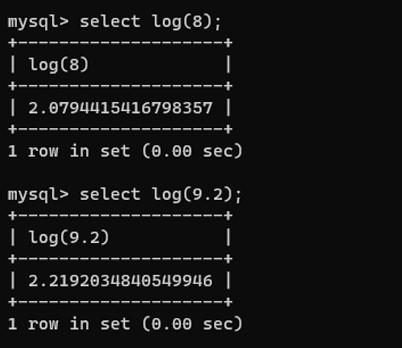 mysql> select log(8);
+--------------------+
| log(8)             |
+--------------------+
| 2.0794415416798357 |
+--------------------+
1 row in set (0.00 sec)

mysql> select log(9.2);
+--------------------+
| log(9.2)           |
+--------------------+
| 2.2192034840549946 |
+--------------------+
1 row in set (0.00 sec)